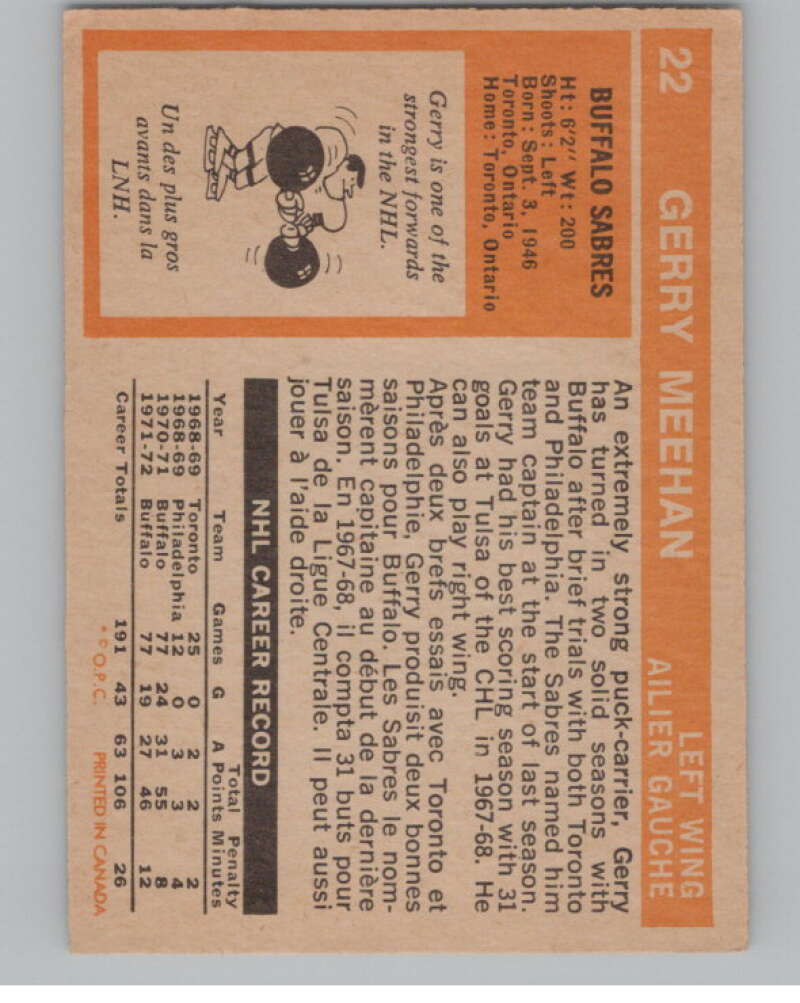 22 GERRY MEEHAN LEFT WING
AILIER GAUCHE
BUFFALO SABRES
Ht: 6'2" Wt: 200
Shoots: Left
Born: Sept. 3, 1946
Toronto, Ontario
Home: Toronto, Ontario
Gerry is one of the
strongest forwards
in the NHL.
Un des plus gros
avants dans la
LNH.
An extremely strong puck-carrier, Gerry
has turned in two solid seasons with
Buffalo after brief trials with both Toronto
and Philadelphia. The Sabres named him
team captain at the start of last season.
Gerry had his best scoring season with 31
goals at Tulsa of the CHL in 1967-68. He
can also play right wing.
Après deux brefs essais avec Toronto et
Philadelphie, Gerry produisit deux bonnes
saisons pour Buffalo. Les Sabres le nom-
mèrent capitaine au début de la dernière
saison. En 1967-68, il compta 31 buts pour
Tulsa de la Ligue Centrale. Il peut aussi
jouer à l'aide droite.
NHL CAREER RECORD
Total Penalty
Year Team Games G A Points Minutes
1968-69 Toronto 25 0 2 2 2
1968-69 Philadelphia 12 0 3 3 4
1970-71 Buffalo 77 24 31 55 8
1971-72 Buffalo 77 19 27 46 12
Career Totals 191 43 63 106 26
* © O.P.C. PRINTED IN CANADA